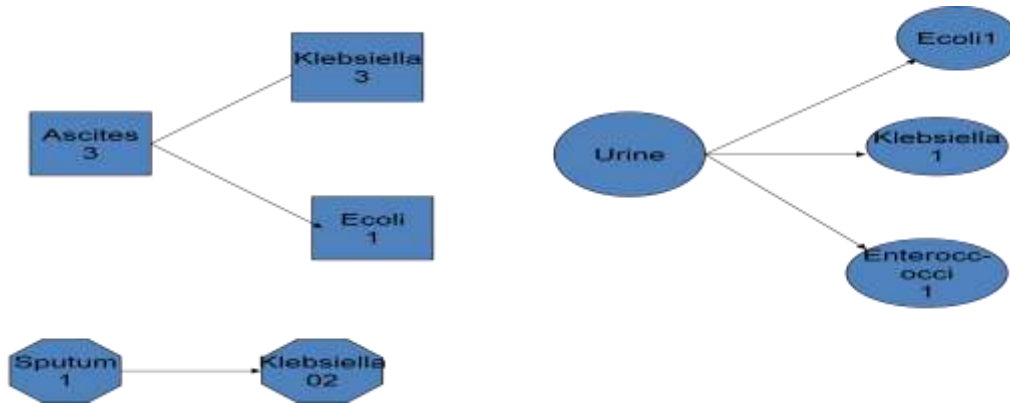 Klebsiella
3
Ascites
3
Ecoli
1
Sputum
1
Klebsiella
02
Ecoli1
Urine
Klebsiella
1
Enterocc-
occi
1